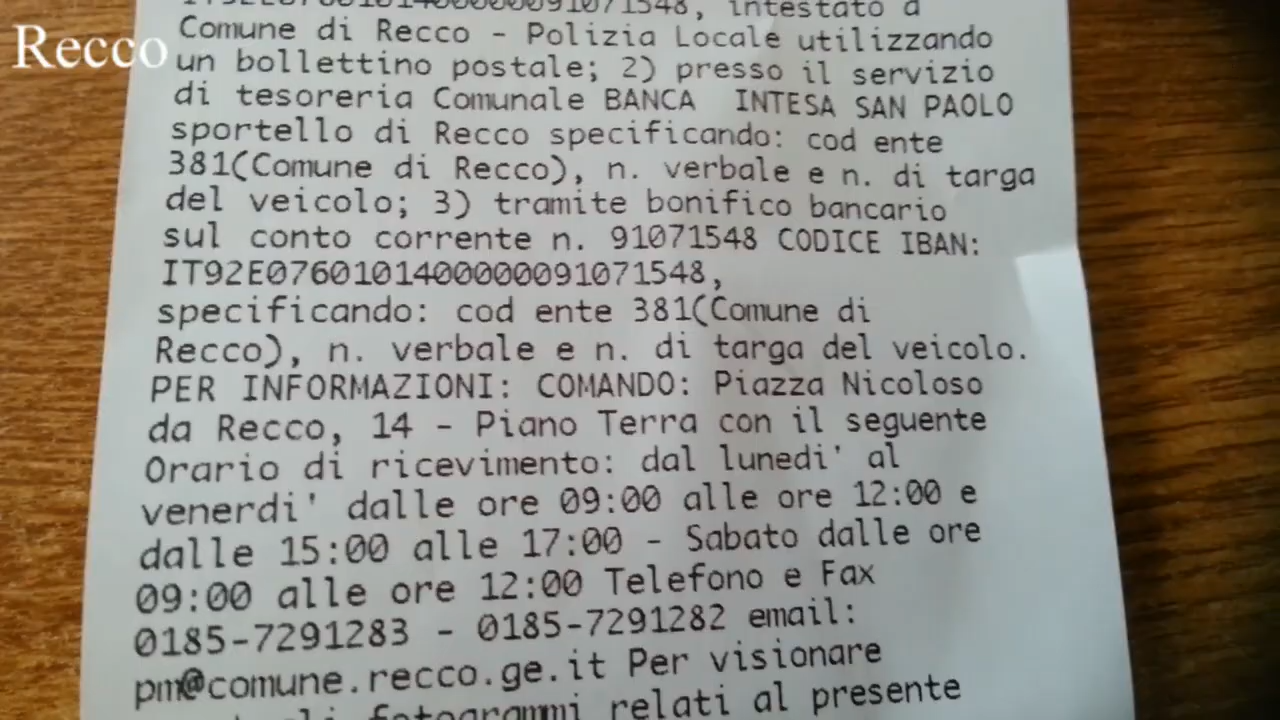 Recco
IT92E0760101400000091071548, intestato a
Comune di Recco - Polizia Locale utilizzando
un bollettino postale; 2) presso il servizio
di tesoreria Comunale BANCA INTESA SAN PAOLO
sportello di Recco specificando: cod ente
381(Comune di Recco), n. verbale e n. di targa
del veicolo; 3) tramite bonifico bancario
sul conto corrente n. 91071548 CODICE IBAN:
IT92E0760101400000091071548,
specificando: cod ente 381(Comune di
Recco), n. verbale e n. di targa del veicolo.
PER INFORMAZIONI: COMANDO: Piazza Nicoloso
da Recco, 14 - Piano Terra con il seguente
Orario di ricevimento: dal lunedi' al
venerdi' dalle ore 09:00 alle ore 12:00 e
dalle 15:00 alle 17:00 - Sabato dalle ore
09:00 alle ore 12:00 Telefono e Fax
0185-7291283 - 0185-7291282 email:
pm@comune.recco.ge.it Per visionare
fotogrammi relati al presente